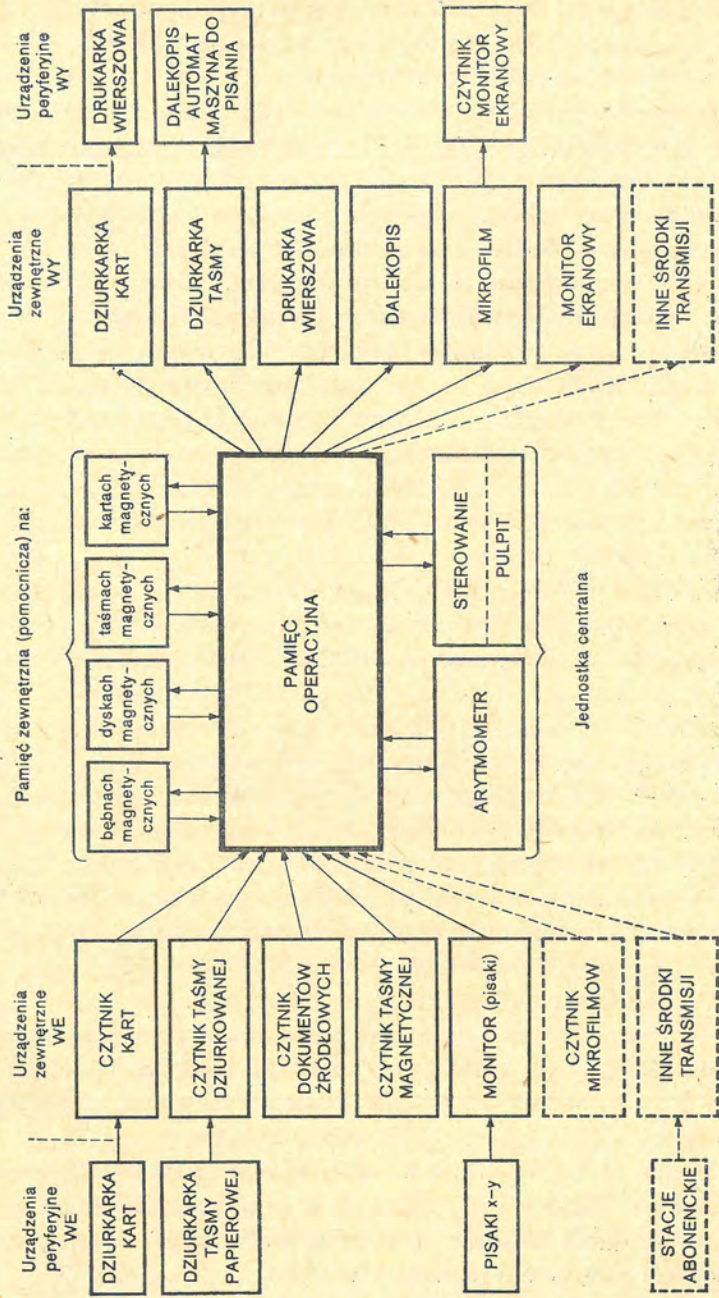 Urządzenia
peryferyjne
WE
DZIURKARKA
KART
DZIURKARKA
TAŚMY
PAPIEROWEJ
PISAKI x–y
STACJE
ABONENCKIE
Urządzenia
zewnętrzne
WE
CZYTNIK
KART
CZYTNIK TAŚMY
DZIURKOWANEJ
CZYTNIK
DOKUMENTÓW
ŹRÓDŁOWYCH
CZYTNIK TAŚMY
MAGNETYCZNEJ
MONITOR (pisaki)
CZYTNIK
MIKROFILMÓW
INNE ŚRODKI
TRANSMISJI
Pamięć zewnętrzna (pomocnicza) na:
bębnach
magnety-
cznych
dyskach
magnety-
cznych
taśmach
magnety-
cznych
kartach
magnety-
cznych
PAMIĘĆ
OPERACYJNA
ARYTMOMETR
STEROWANIE
PULPIT
Jednostka centralna
Urządzenia
zewnętrzne
WY
DZIURKARKA
KART
DZIURKARKA
TAŚMY
DRUKARKA
WIERSZOWA
DALEKOPIS
MIKROFILM
MONITOR
EKRANOWY
INNE ŚRODKI
TRANSMISJI
Urządzenia
peryferyjne
WY
DRUKARKA
WIERSZOWA
DALEKOPIS
AUTOMAT
MASZYNA DO
PISANIA
CZYTNIK
MONITOR
EKRANOWY